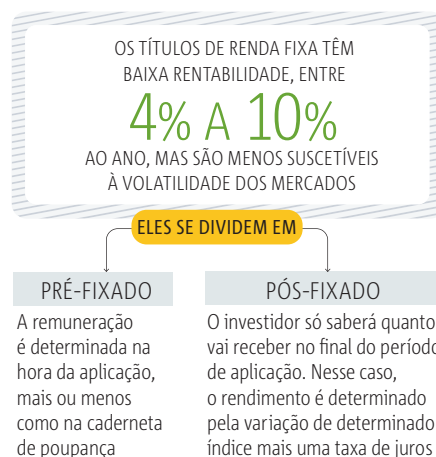 OS TÍTULOS DE RENDA FIXA TÊM
BAIXA RENTABILIDADE, ENTRE
4% A 10%
AO ANO, MAS SÃO MENOS SUSCETÍVEIS
À VOLATILIDADE DOS MERCADOS
ELES SE DIVIDEM EM
PRÉ-FIXADO
A remuneração
é determinada na
hora da aplicação,
mais ou menos
como na caderneta
de poupança
PÓS-FIXADO
O investidor só saberá quanto
vai receber no final do período
de aplicação. Nesse caso,
o rendimento é determinado
pela variação de determinado
índice mais uma taxa de juros